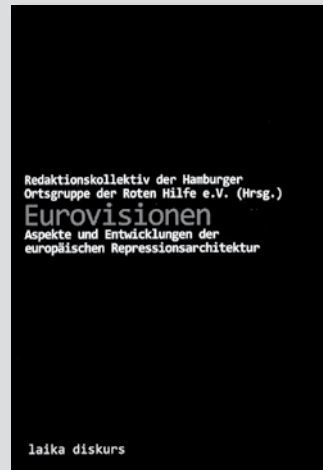 Redaktionskollektiv der Hamburger
Ortsgruppe der Roten Hilfe e.V. (Hrsg.)
Eurovisionen
Aspekte und Entwicklungen der
europäischen Repressionsarchitektur
laika diskurs